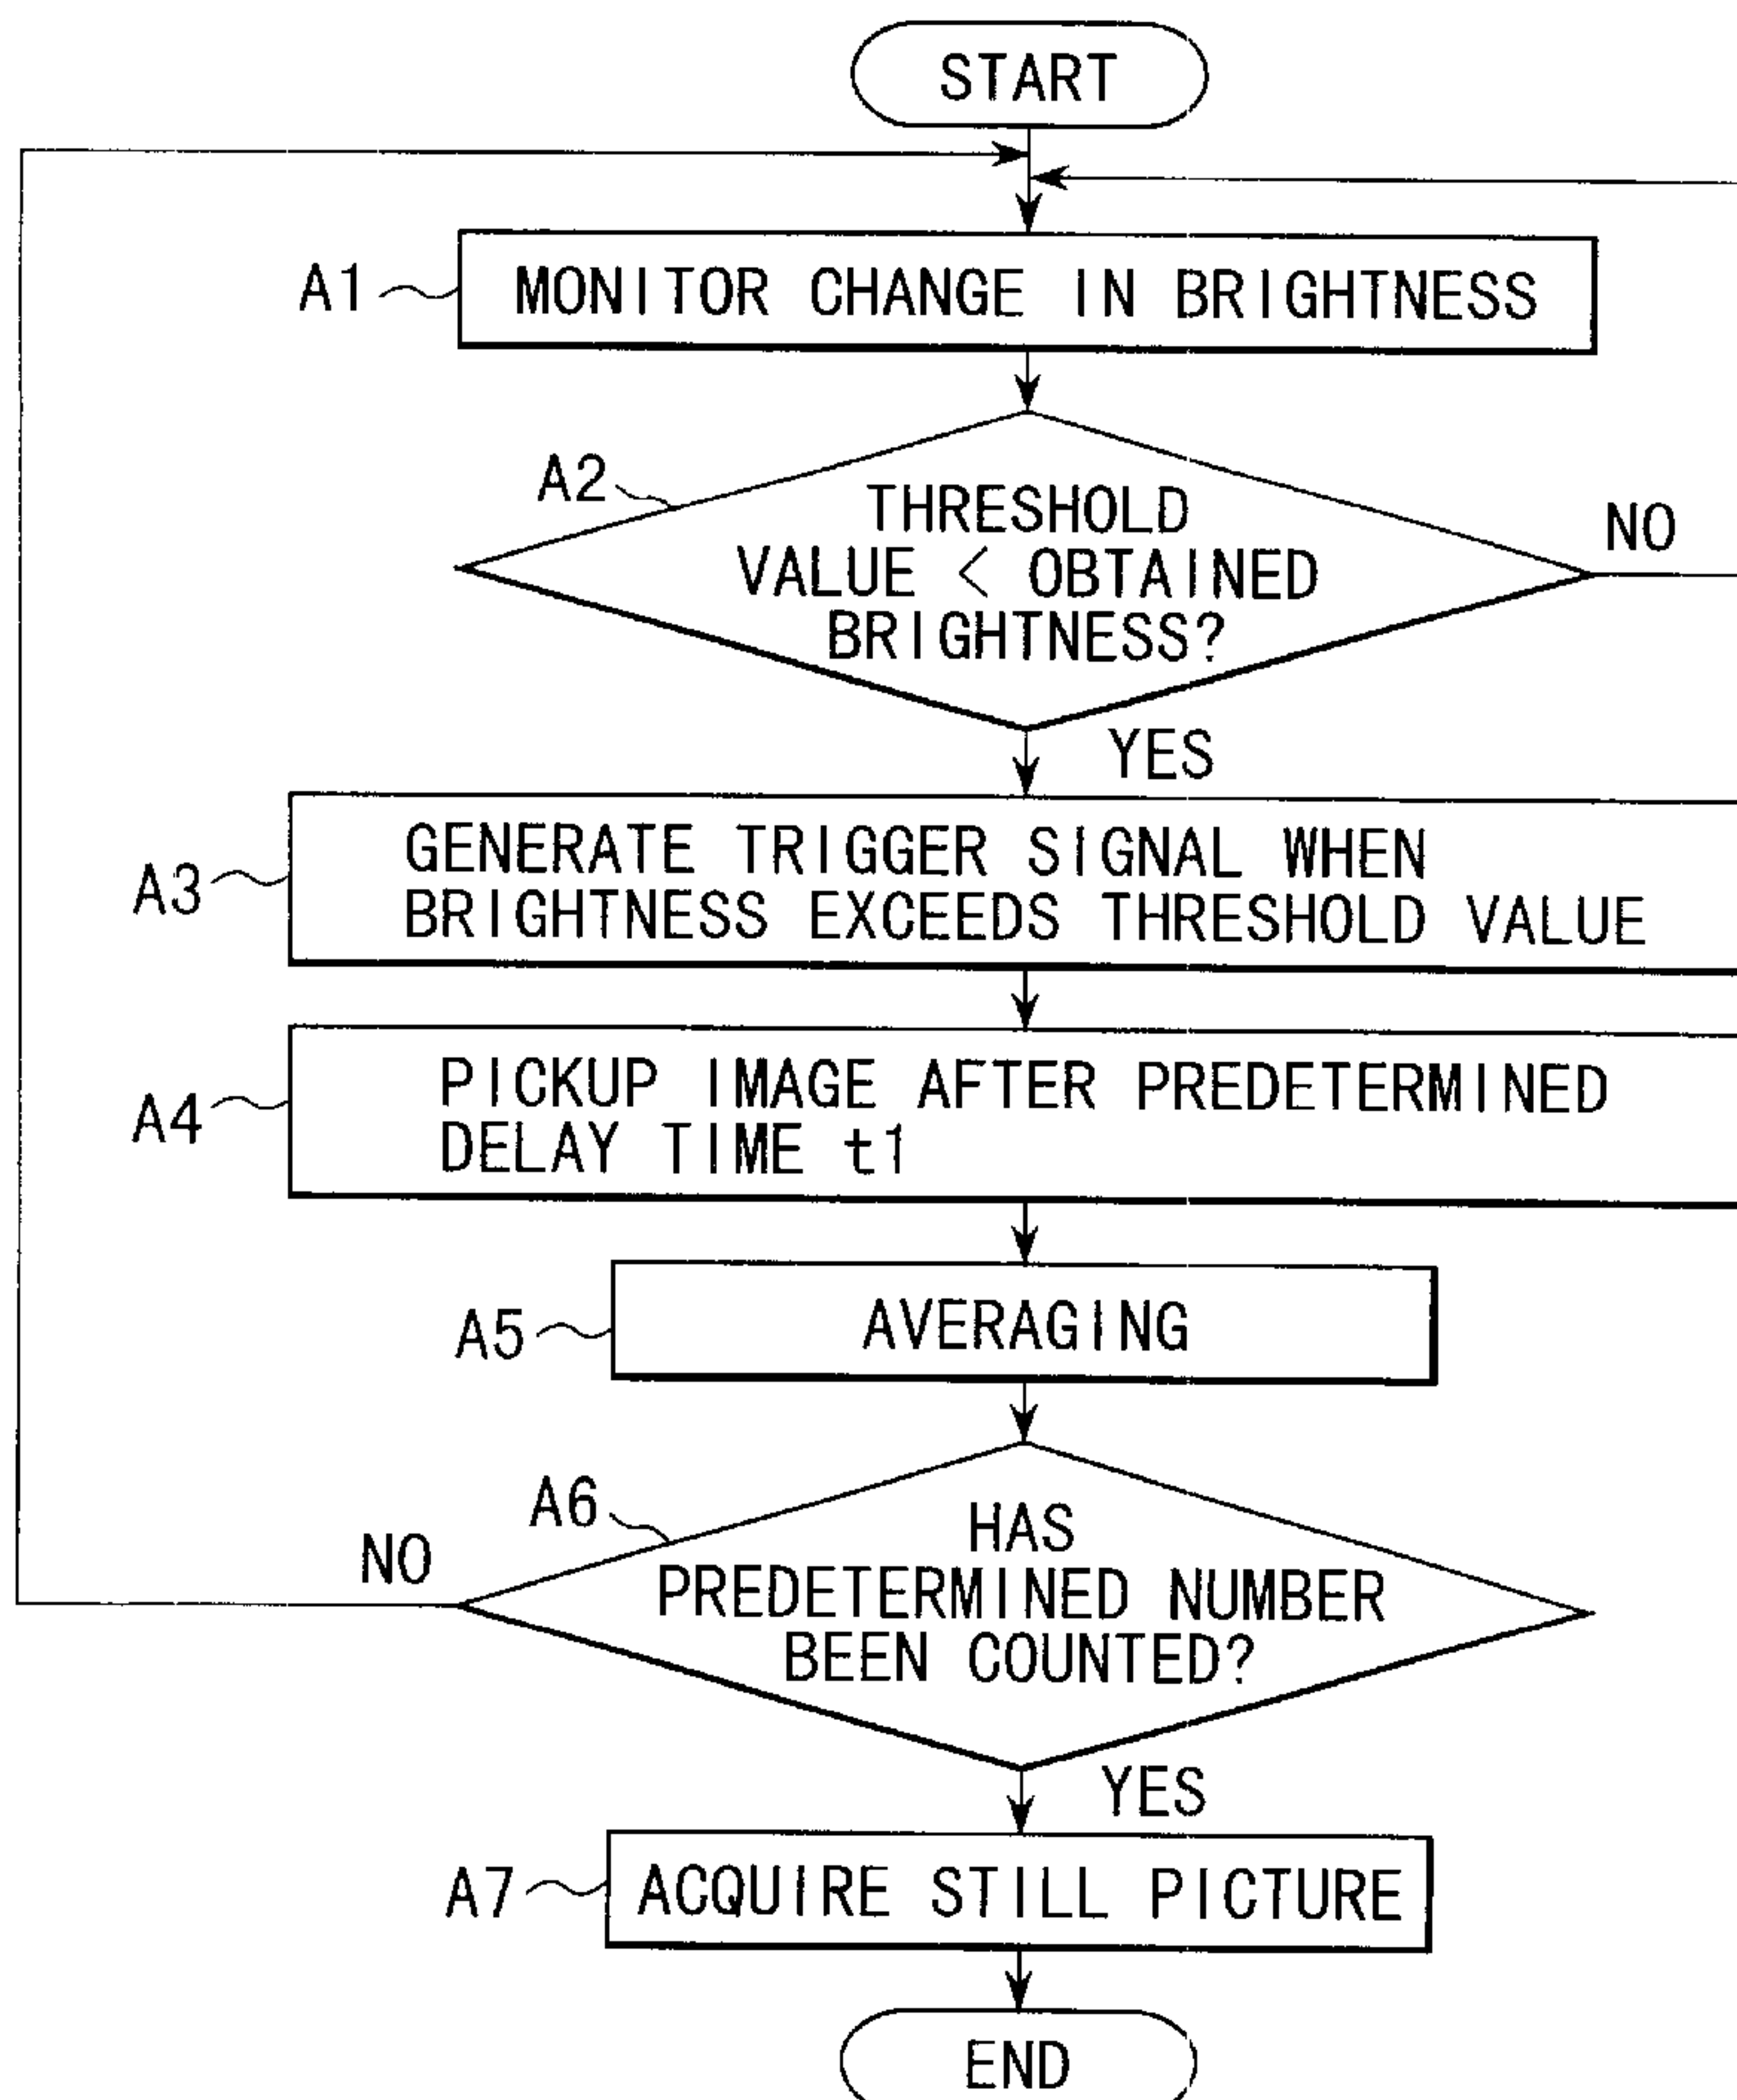 START
A1
MONITOR CHANGE IN BRIGHTNESS
A2
THRESHOLD
VALUE < OBTAINED
BRIGHTNESS?
NO
YES
A3
GENERATE TRIGGER SIGNAL WHEN
BRIGHTNESS EXCEEDS THRESHOLD VALUE
A4
PICKUP IMAGE AFTER PREDETERMINED
DELAY TIME t1
A5
AVERAGING
A6
HAS
PREDETERMINED NUMBER
BEEN COUNTED?
NO
YES
A7
ACQUIRE STILL PICTURE
END